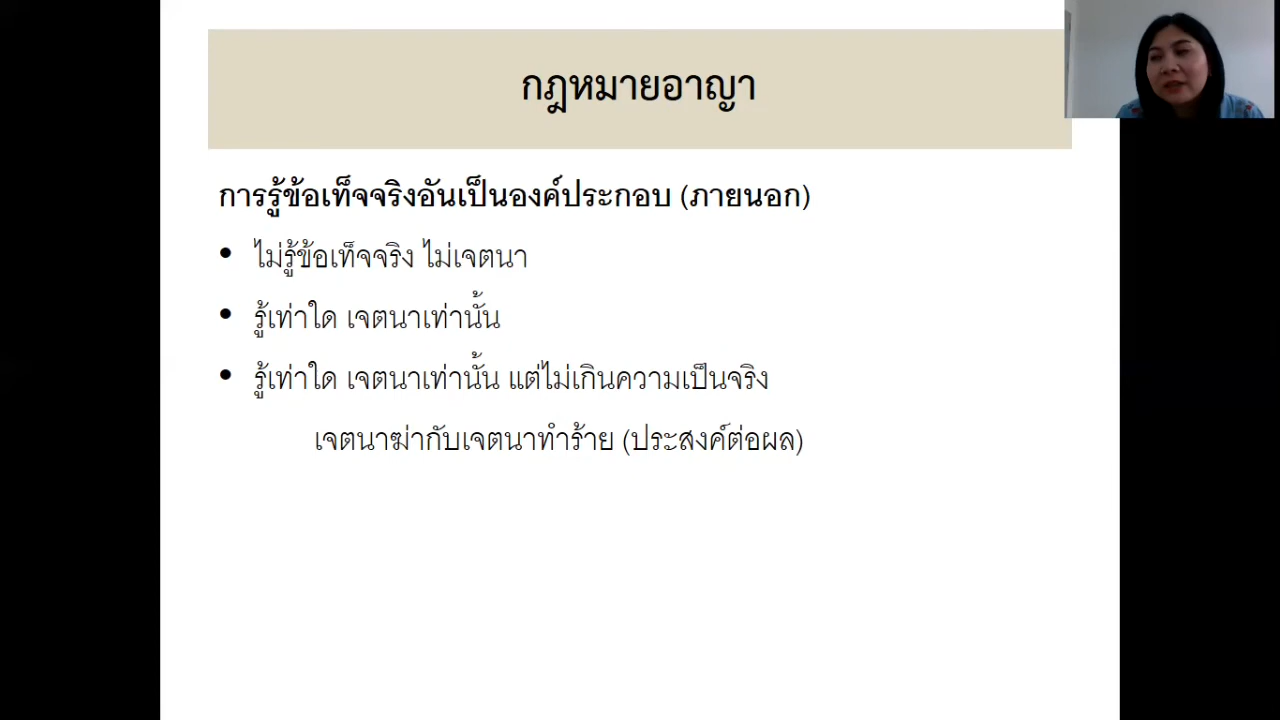 กฎหมายอาญา
การรู้ข้อเท็จจริงอันเป็นองค์ประกอบ (ภายนอก)
• ไม่รู้ข้อเท็จจริง ไม่เจตนา
• รู้เท่าใด เจตนาเท่านั้น
• รู้เท่าใด เจตนาเท่านั้น แต่ไม่เกินความเป็นจริง
เจตนาฆ่ากับเจตนาทำร้าย (ประสงค์ต่อผล)